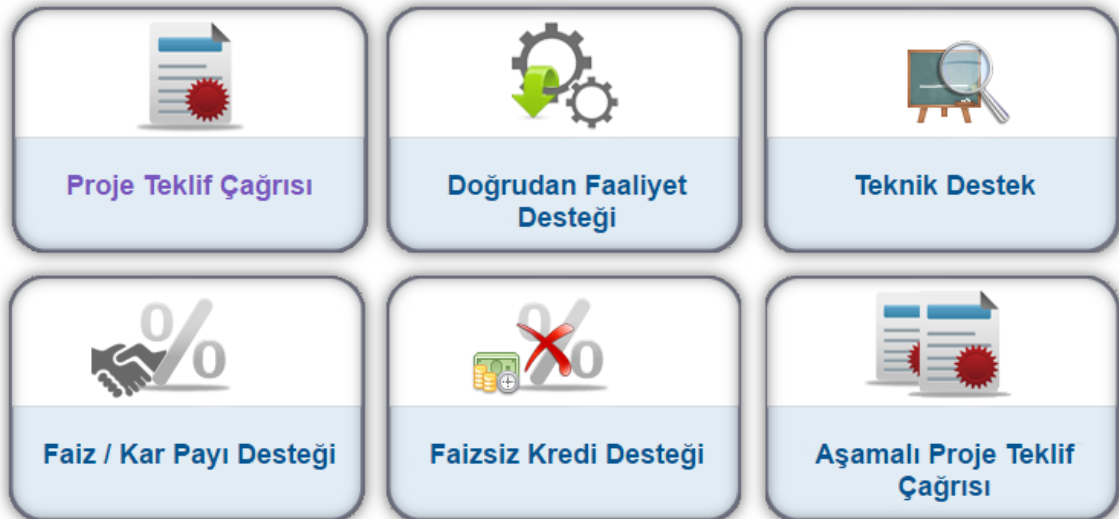 Proje Teklif Çağrısı
Doğrudan Faaliyet
Desteği
Teknik Destek
Faiz / Kar Payı Desteği
Faizsiz Kredi Desteği
Aşamalı Proje Teklif
Çağrısı